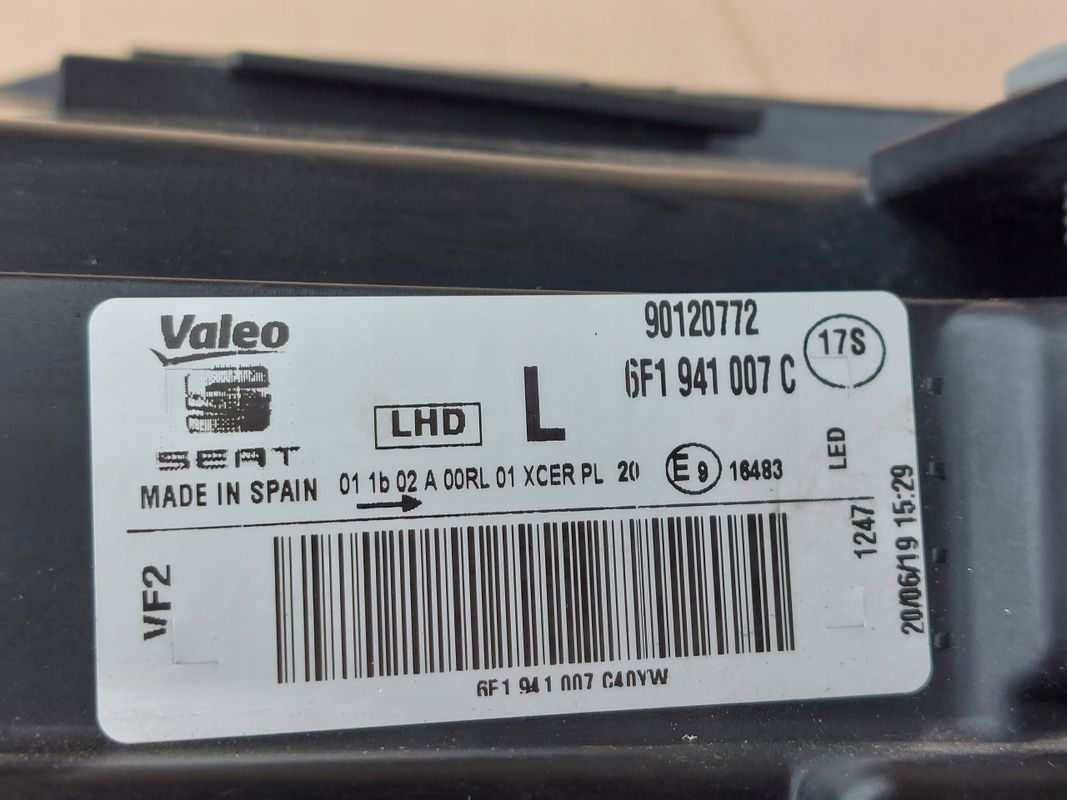 Valeo
SEAT
MADE IN SPAIN
LHD
L
90120772
6F1 941 007 C
17S
01 1b 02 A 00RL 01 XCER PL 20
E9 16483
LED
1247
20/06/19 15:29
VF2
6F1 941 007 C40YW